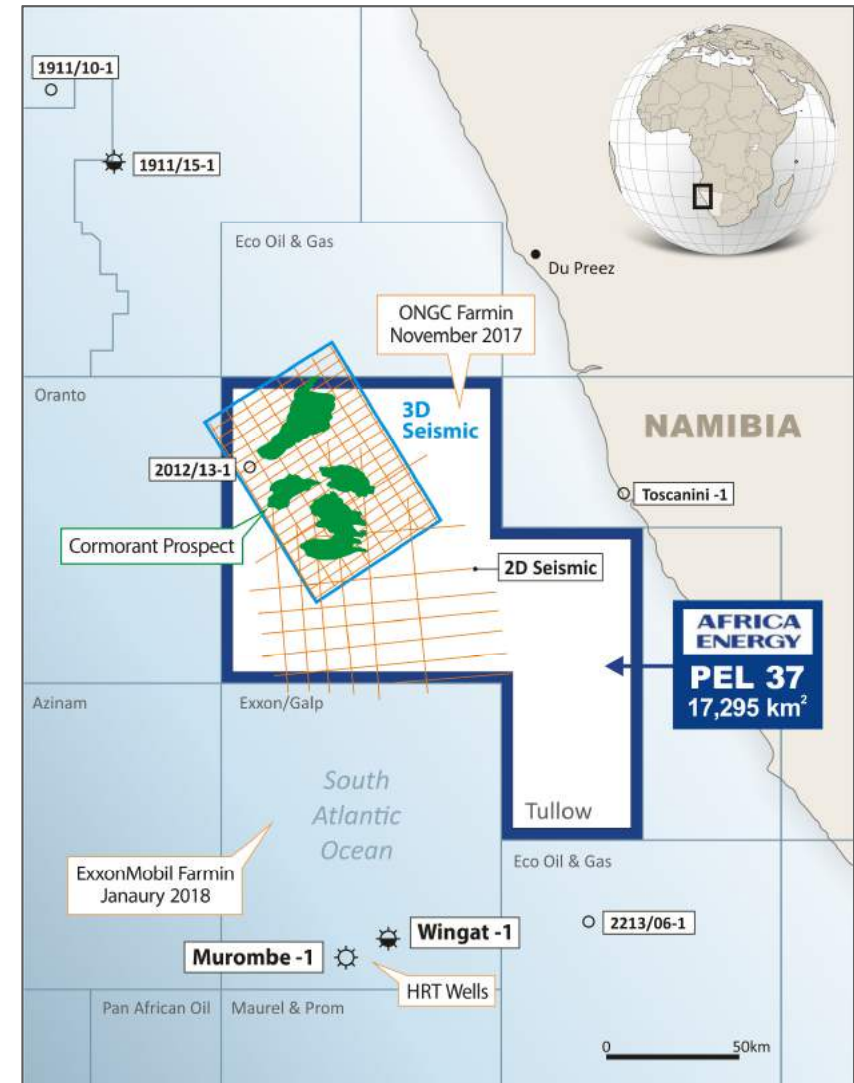 1911/10-1
1911/15-1
Eco Oil & Gas
Du Preez
ONGC Farmin
November 2017
Oranto
3D
Seismic
NAMIBIA
2012/13-1
Toscanini -1
Cormorant Prospect
2D Seismic
AFRICA
ENERGY
PEL 37
17,295 km²
Azinam
Exxon/Galp
South
Atlantic
Ocean
Tullow
ExxonMobil Farmin
Janaury 2018
Eco Oil & Gas
Wingat -1
2213/06-1
Murombe -1
HRT Wells
Pan African Oil
Maurel & Prom
0
50km